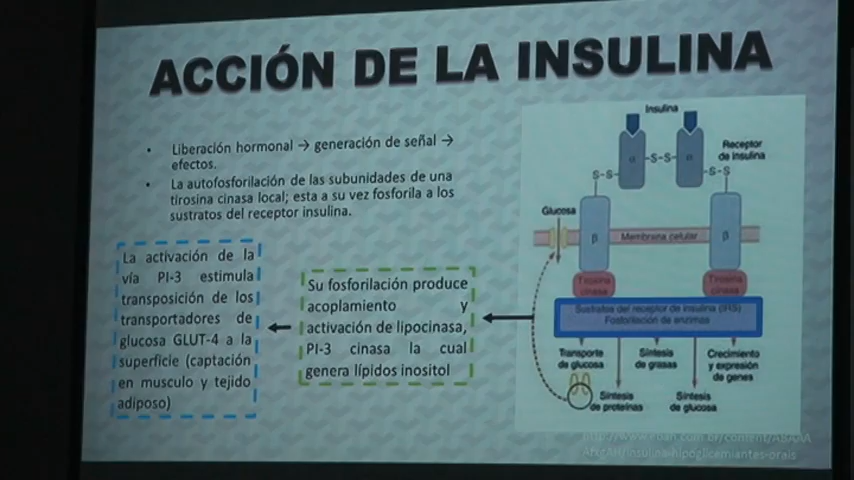 ACCIÓN DE LA INSULINA
• Liberación hormonal → generación de señal →
efectos.
• La autofosforilación de las subunidades de una
tirosina cinasa local; esta a su vez fosforila a los
sustratos del receptor insulina.
La activación de la
vía PI-3 estimula
transposición de los
transportadores de
glucosa GLUT-4 a la
superficie (captación
en musculo y tejido
adiposo)
Su fosforilación produce
acoplamiento y
activación de lipocinasa,
PI-3 cinasa la cual
genera lípidos inositol
Insulina
α -S-S- α
Receptor
de insulina
S-S -S-S
Glucosa
β Membrana celular β
Tirosina
cinasa
Tirosina
cinasa
Sustratos del receptor de insulina (IRS)
Fosforilación de enzimas
Transporte
de glucosa
Síntesis
de grasas
Crecimiento
y expresión
de genes
Síntesis
de proteínas
Síntesis
de glucosa